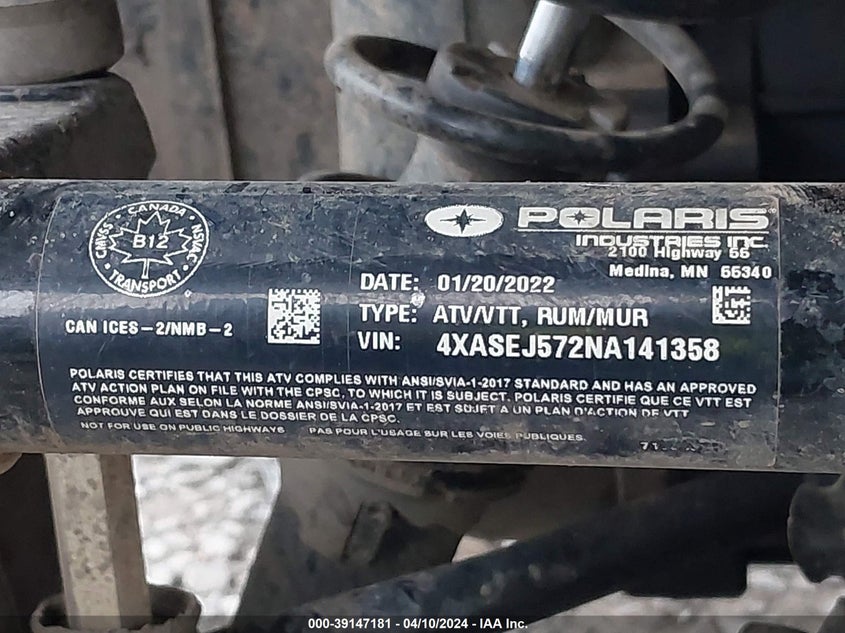 CANADA
CMVSS
NSVAC
B12
TRANSPORT
CAN ICES-2/NMB-2
POLARIS
INDUSTRIES INC.
2100 Highway 55
Medina, MN 55340
DATE: 01/20/2022
TYPE: ATV/VTT, RUM/MUR
VIN: 4XASEJ572NA141358
POLARIS CERTIFIES THAT THIS ATV COMPLIES WITH ANSI/SVIA-1-2017 STANDARD AND HAS AN APPROVED
ATV ACTION PLAN ON FILE WITH THE CPSC, TO WHICH IT IS SUBJECT. POLARIS CERTIFIE QUE CE VTT EST
CONFORME AUX SELON LA NORME ANSI/SVIA-1-2017 ET EST SUJET A UN PLAN D'ACTION DE VTT
APPROUVE QUI EST DANS LE DOSSIER DE LA CPSC.
NOT FOR USE ON PUBLIC HIGHWAYS PAS POUR L'USAGE SUR LES VOIES PUBLIQUES.
000-39147181 - 04/10/2024 - IAA Inc.